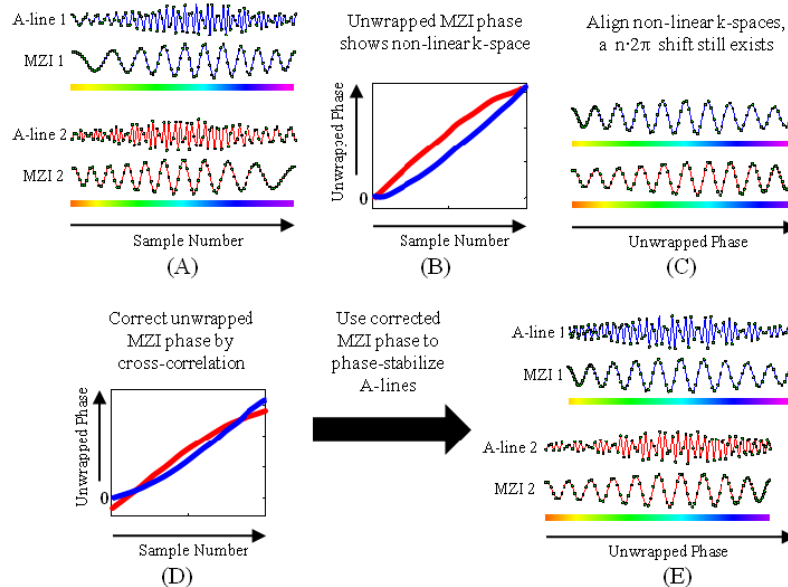 A-line 1
MZI 1
A-line 2
MZI 2
Sample Number
(A)
Unwrapped MZI phase
shows non-linear k-space
Unwrapped Phase
0
Sample Number
(B)
Align non-linear k-spaces,
a n·2π shift still exists
Unwrapped Phase
(C)
Correct unwrapped
MZI phase by
cross-correlation
Unwrapped Phase
0
Sample Number
(D)
Use corrected
MZI phase to
phase-stabilize
A-lines
A-line 1
MZI 1
A-line 2
MZI 2
Unwrapped Phase
(E)